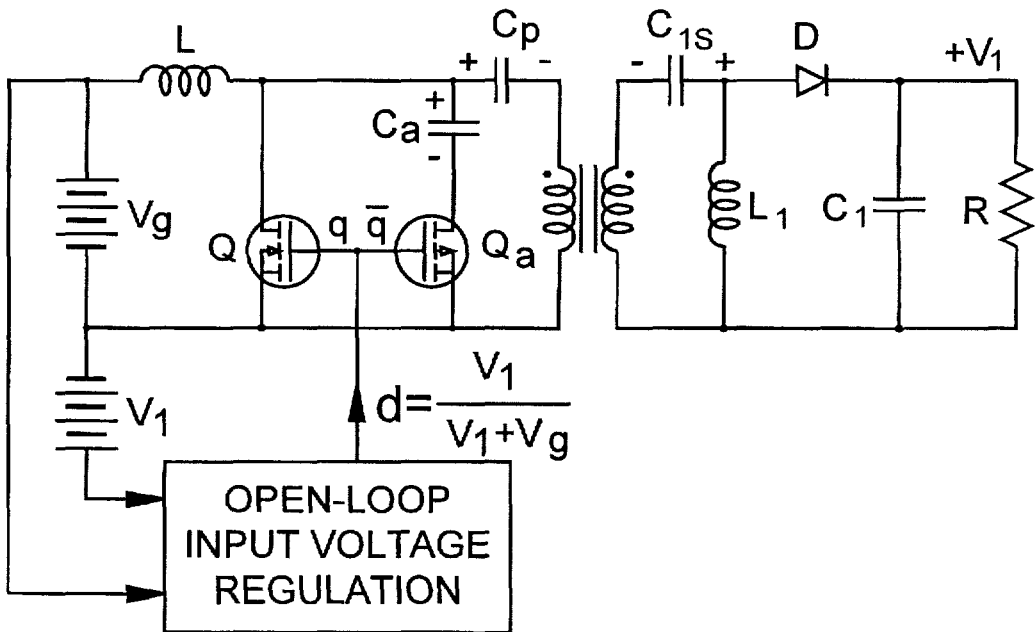 L
Cp
C1S
D
+V1
+
-
-
+
Ca
+
-
Vg
Q
q
q̅
Qa
L1
C1
R
V1
d=V1/V1+Vg
OPEN-LOOP
INPUT VOLTAGE
REGULATION